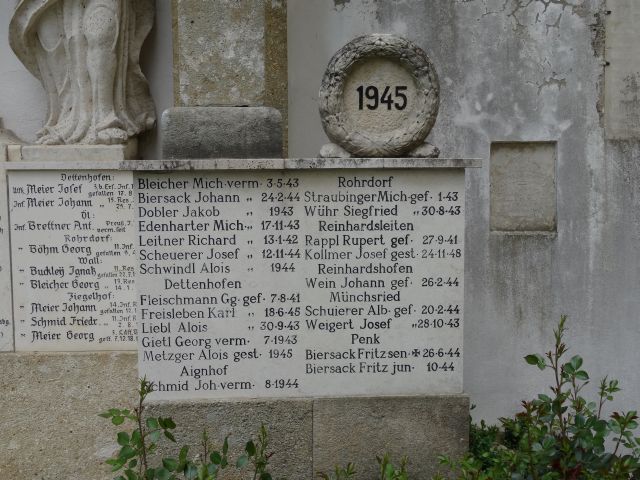 1945
Dettenhofen:
Meier Josef
Meier Johann
Öl:
Brettner Ant.
Rohrdorf:
Böhm Georg
Wall:
Bucklej Ignaß
Bleicher Georg
Ziegelhof:
Meier Johann
Schmid Friedr.
Meier Georg
Bleicher Mich· verm· 3·5·43
Biersack Johann „ 24·2·44
Dobler Jakob „ 1943
Edenharter Mich· „ 17·11·43
Leitner Richard „ 13·1·42
Scheuerer Josef „ 12·11·44
Schwindl Alois „ 1944
Dettenhofen
Fleischmann Gg· gef· 7·8·41
Freisleben Karl „ 18·6·45
Liebl Alois „ 30·9·43
Gietl Georg verm· 7·1943
Metzger Alois gest· 1945
Aignhof
Schmid Joh· verm· 8·1944
Rohrdorf
Straubinger Mich· gef· 1·43
Wühr Siegfried „ 30·8·43
Reinhardsleiten
Rappl Rupert gef· 27·9·41
Kollmer Josef gest· 24·11·48
Reinhardshofen
Wein Johann gef· 26·2·44
Münchsried
Schuierer Alb· gef· 20·2·44
Weigert Josef „ 28·10·43
Penk
Biersack Fritz sen· ✠ 26·6·44
Biersack Fritz jun· 10·44